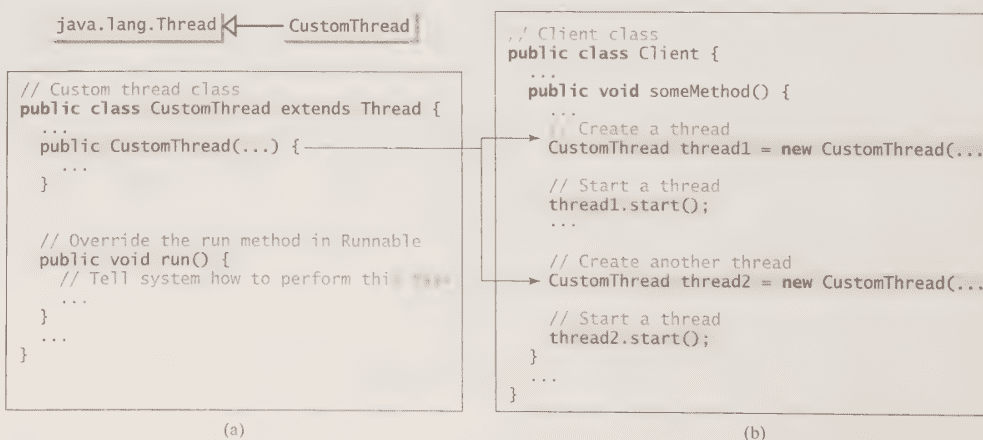 java.lang.Thread
CustomThread
// Custom thread class
public class CustomThread extends Thread {
...
public CustomThread(...) {
...
}
// Override the run method in Runnable
public void run() {
// Tell system how to perform
...
}
...
}
(a)
// Client class
public class Client {
...
public void someMethod() {
...
Create a thread
CustomThread thread1 = new CustomThread(...
// Start a thread
thread1.start();
...
// Create another thread
CustomThread thread2 = new CustomThread(...
// Start a thread
thread2.start();
}
...
}
(b)